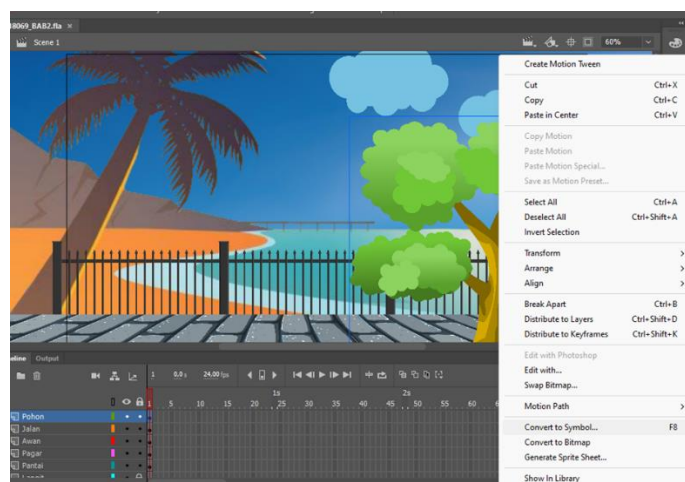 8069_BAB2.fla ×
Scene 1
60%
Create Motion Tween
Cut Ctrl+X
Copy Ctrl+C
Paste in Center Ctrl+V
Copy Motion
Paste Motion
Paste Motion Special...
Save as Motion Preset...
Select All Ctrl+A
Deselect All Ctrl+Shift+A
Invert Selection
Transform
Arrange
Align
Break Apart Ctrl+B
Distribute to Layers Ctrl+Shift+D
Distribute to Keyframes Ctrl+Shift+K
Edit with Photoshop
Edit with...
Swap Bitmap...
Motion Path
Convert to Symbol... F8
Convert to Bitmap
Generate Sprite Sheet...
Show In Library
eline Output
1 0,0 s 24,00 fps
1s 2s
1 5 10 15 20 25 30 35 40 45 50 55 60
Pohon
Jalan
Awan
Pagar
Pantai